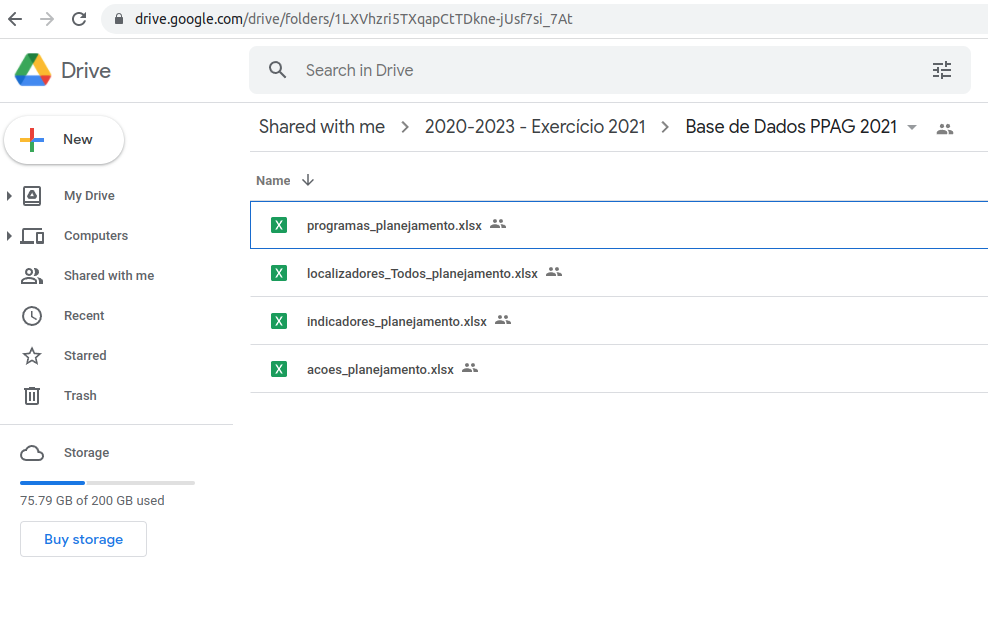 drive.google.com/drive/folders/1LXVhzri5TXqapCtTDkne-jUsf7si_7At
Drive
Search in Drive
New
Shared with me > 2020-2023 - Exercício 2021 > Base de Dados PPAG 2021
Name
My Drive
Computers
Shared with me
Recent
Starred
Trash
Storage
75.79 GB of 200 GB used
Buy storage
programas_planejamento.xlsx
localizadores_Todos_planejamento.xlsx
indicadores_planejamento.xlsx
acoes_planejamento.xlsx